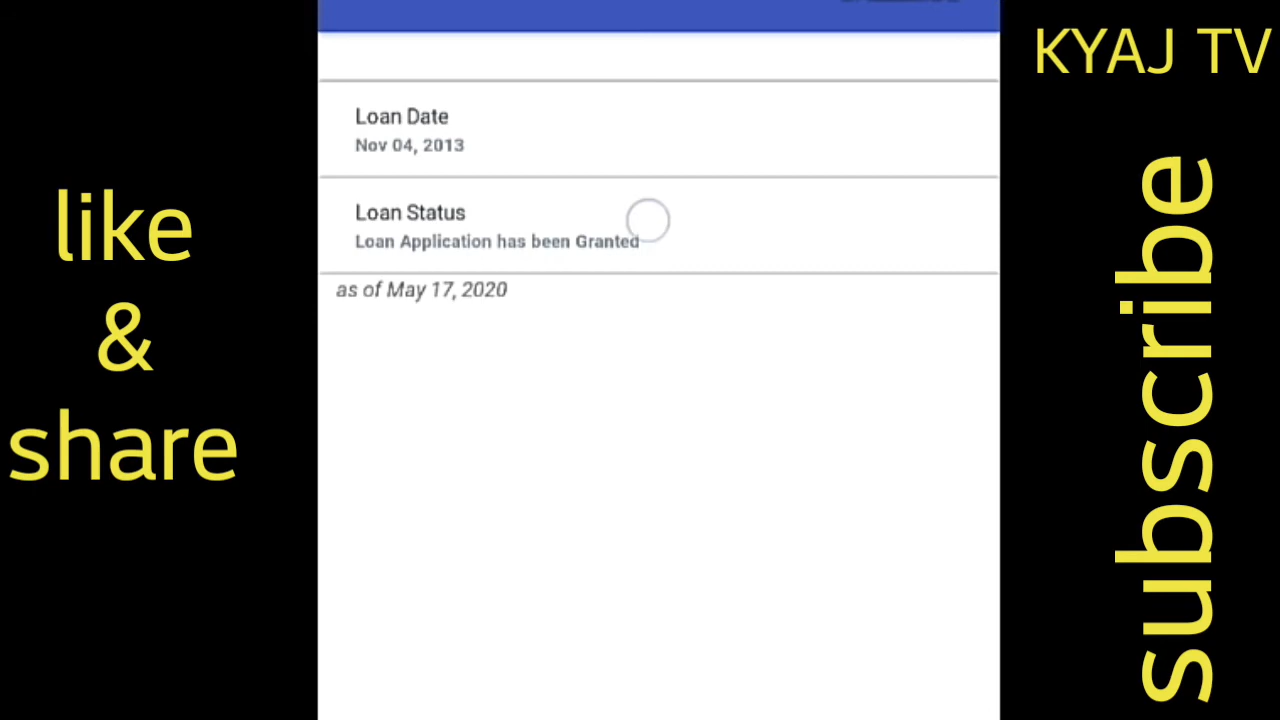 like
&
share
Loan Date
Nov 04, 2013
Loan Status
Loan Application has been Granted
as of May 17, 2020
KYAJ TV
subscribe